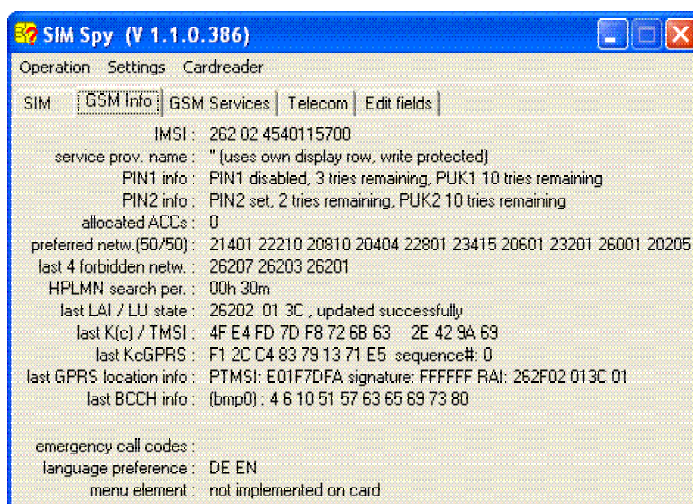 SIM Spy (V 1.1.0.386)
Operation Settings Cardreader
SIM GSM Info GSM Services Telecom Edit fields
IMSI : 262 02 4540115700
service prov. name : " (uses own display row, write protected)
PIN1 info : PIN1 disabled, 3 tries remaining, PUK1 10 tries remaining
PIN2 info : PIN2 set, 2 tries remaining, PUK2 10 tries remaining
allocated ACCs : 0
preferred netw.(50/50) : 21401 22210 20810 20404 22801 23415 20601 23201 26001 20205
last 4 forbidden netw. : 26207 26203 26201
HPLMN search per. : 00h 30m
last LAI / LU state : 26202 01 3C , updated successfully
last K(c) / TMSI : 4F E4 FD 7D F8 72 6B 63 2E 42 9A 69
last KcGPRS : F1 2C C4 83 79 13 71 E5 sequence#: 0
last GPRS location info : PTMSI: E01F7DFA signature: FFFFFF RAI: 262F02 013C 01
last BCCH info : (bmp0) : 4 6 10 51 57 63 65 69 73 80
emergency call codes :
language preference : DE EN
menu element : not implemented on card